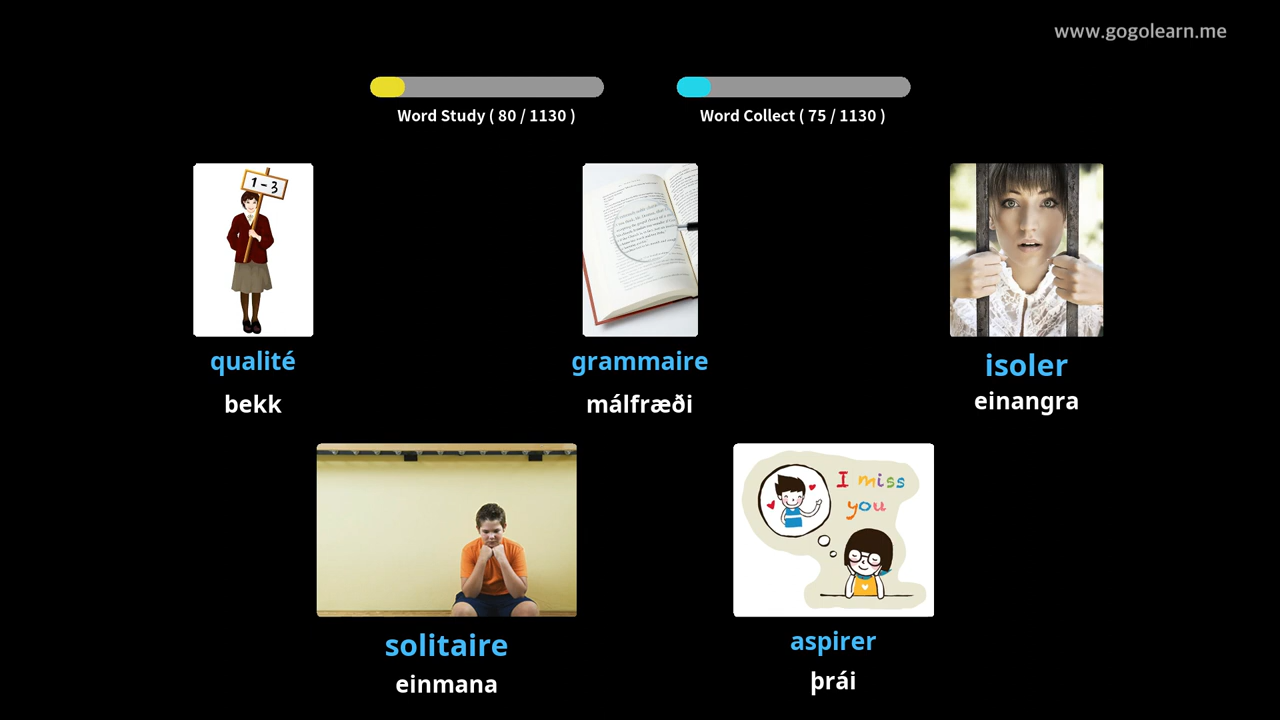 www.gogolearn.me
Word Study ( 80 / 1130 )
Word Collect ( 75 / 1130 )
1 - 3
qualité
grammaire
isoler
bekk
málfræði
einangra
I miss
you
solitaire
aspirer
einmana
þrái